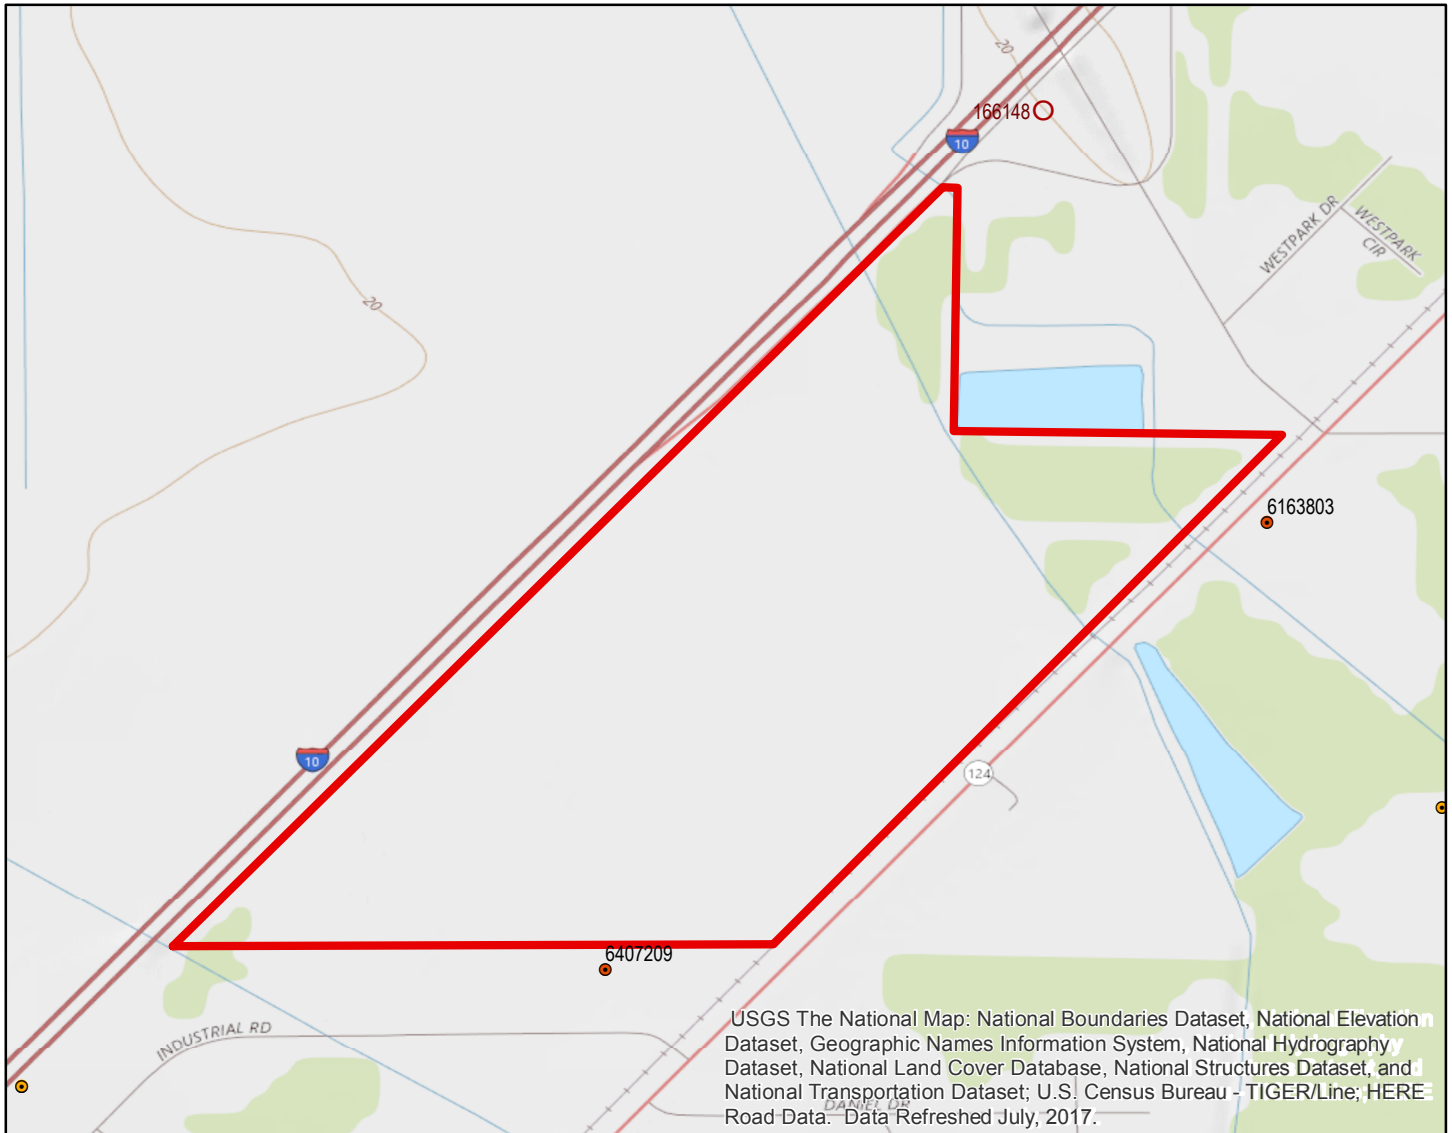 20
166148
10
WESTPARK DR
WESTPARK
CIR
20
6163803
10
124
6407209
INDUSTRIAL RD
USGS The National Map: National Boundaries Dataset, National Elevation
Dataset, Geographic Names Information System, National Hydrography
Dataset, National Land Cover Database, National Structures Dataset, and
National Transportation Dataset; U.S. Census Bureau - TIGER/Line; HERE
Road Data. Data Refreshed July, 2017.
DANIEL DR